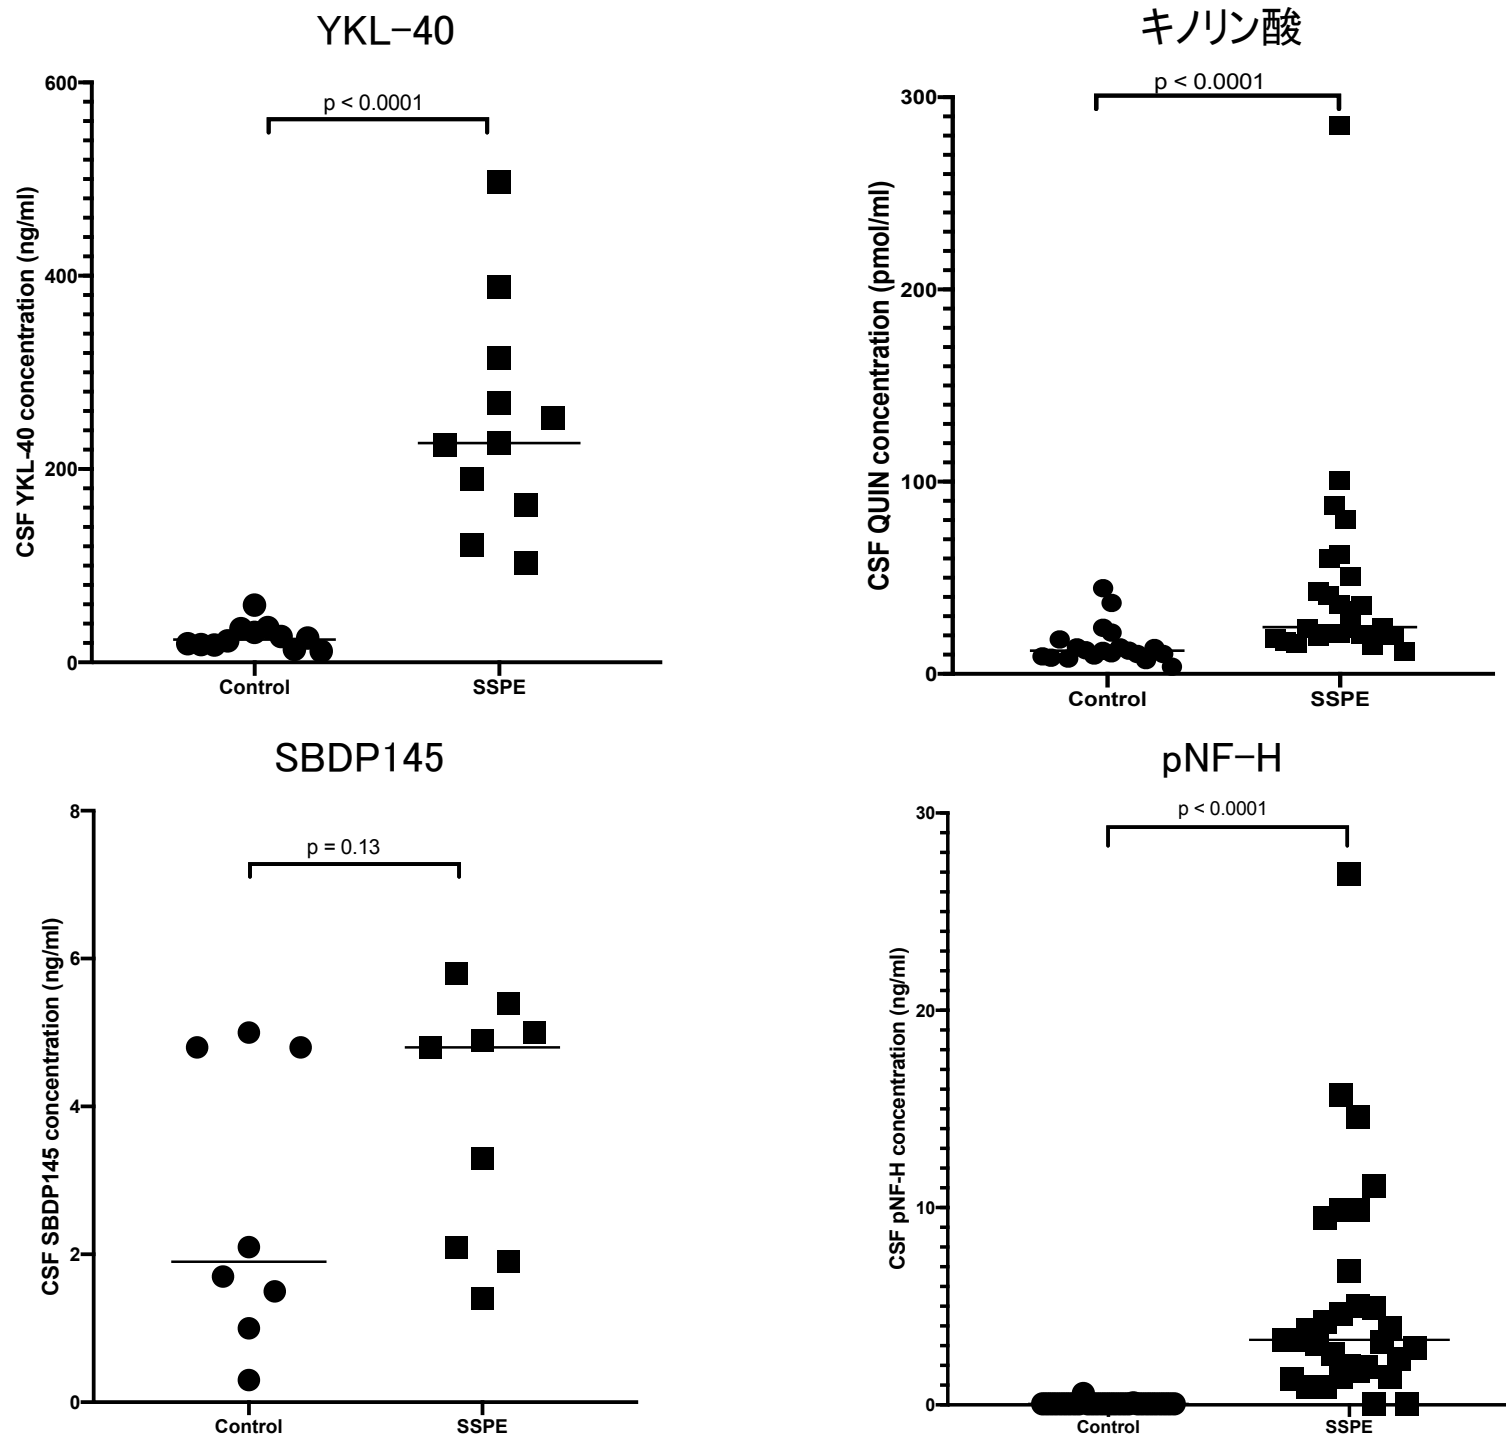 YKL-40
p < 0.0001
CSF YKL-40 concentration (ng/ml)
600
400
200
0
Control
SSPE
キノリン酸
p < 0.0001
CSF QUIN concentration (pmol/ml)
300
200
100
0
Control
SSPE
SBDP145
p = 0.13
CSF SBDP145 concentration (ng/ml)
8
6
4
2
0
Control
SSPE
pNF-H
p < 0.0001
CSF pNF-H concentration (ng/ml)
30
20
10
0
Control
SSPE